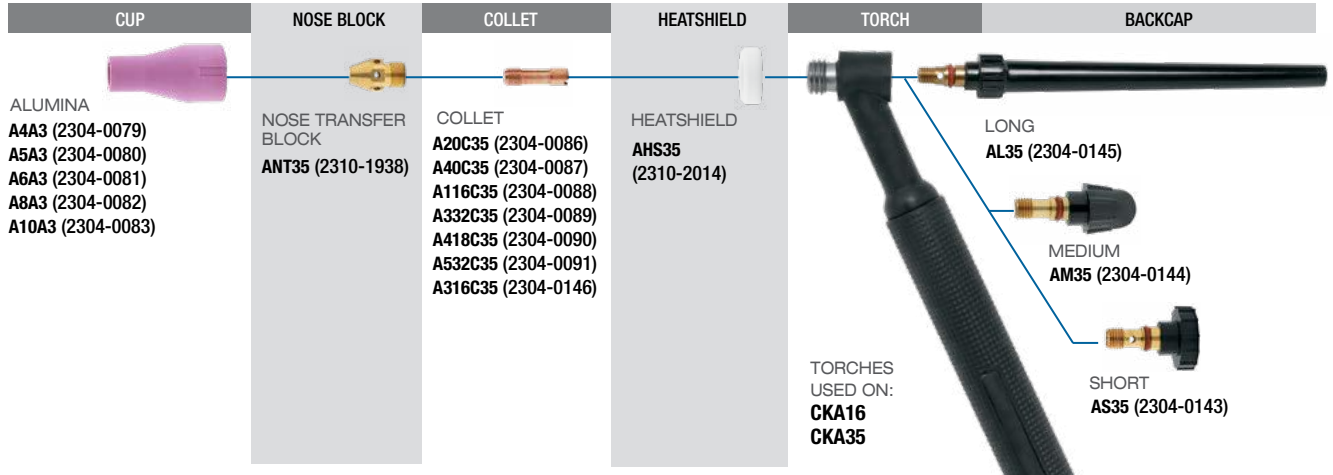 CUP
NOSE BLOCK
COLLET
HEATSHIELD
TORCH
BACKCAP
ALUMINA
A4A3 (2304-0079)
A5A3 (2304-0080)
A6A3 (2304-0081)
A8A3 (2304-0082)
A10A3 (2304-0083)
NOSE TRANSFER
BLOCK
ANT35 (2310-1938)
COLLET
A20C35 (2304-0086)
A40C35 (2304-0087)
A116C35 (2304-0088)
A332C35 (2304-0089)
A418C35 (2304-0090)
A532C35 (2304-0091)
A316C35 (2304-0146)
HEATSHIELD
AHS35
(2310-2014)
TORCHES
USED ON:
CKA16
CKA35
LONG
AL35 (2304-0145)
MEDIUM
AM35 (2304-0144)
SHORT
AS35 (2304-0143)